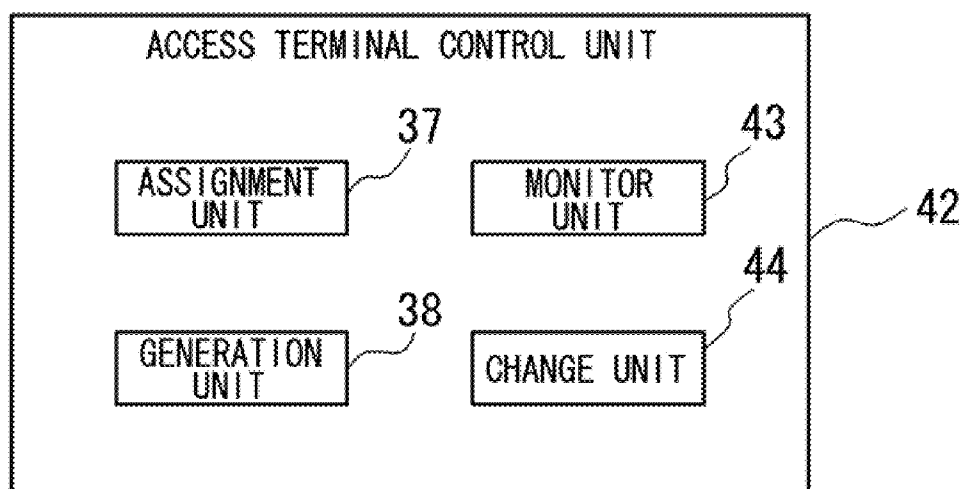 ACCESS TERMINAL CONTROL UNIT
37
43
ASSIGNMENT
UNIT
MONITOR
UNIT
42
38
44
GENERATION
UNIT
CHANGE UNIT